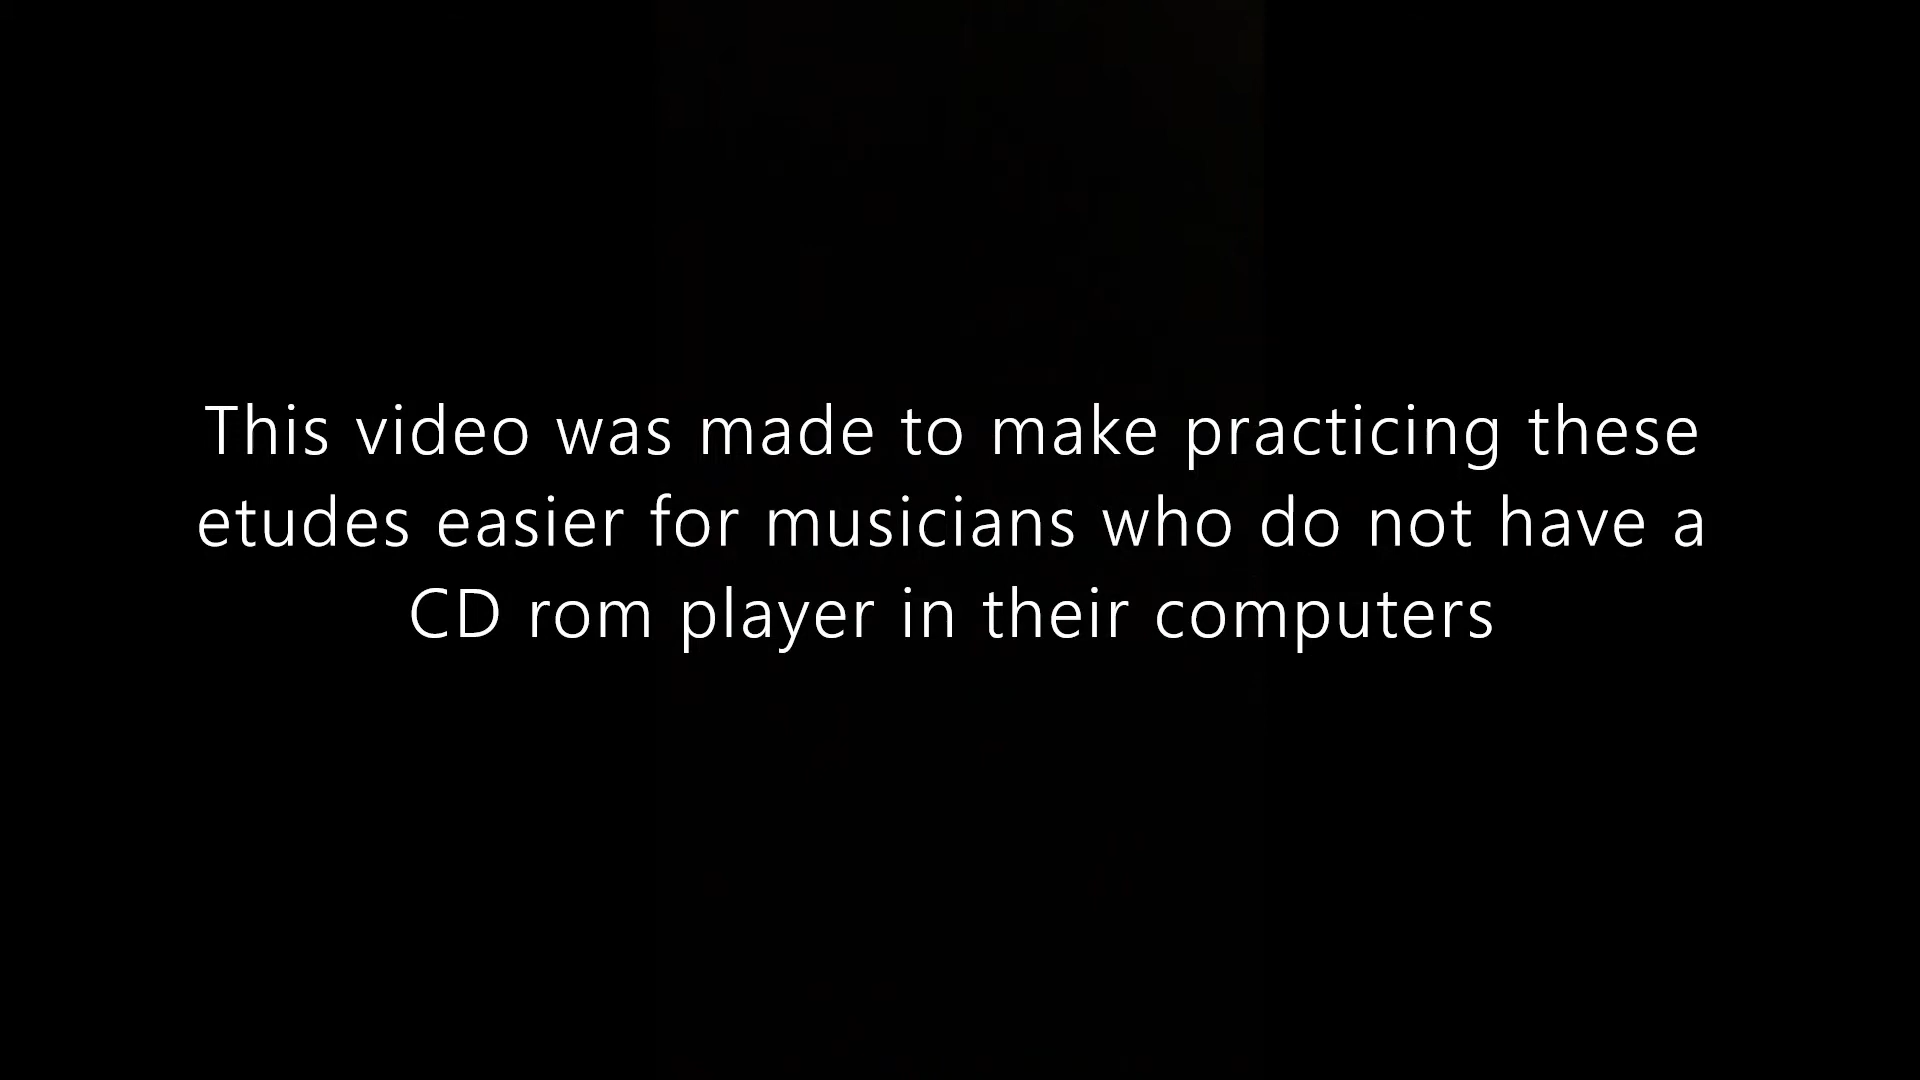 This video was made to make practicing these
etudes easier for musicians who do not have a
CD rom player in their computers